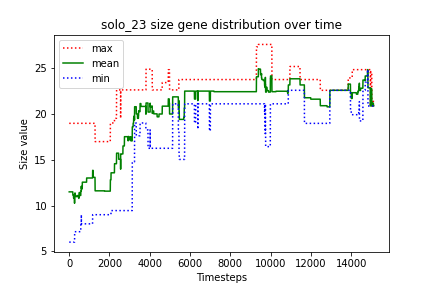 solo_23 size gene distribution over time
max
mean
min
Size value
25
20
15
10
5
0 2000 4000 6000 8000 10000 12000 14000
Timesteps